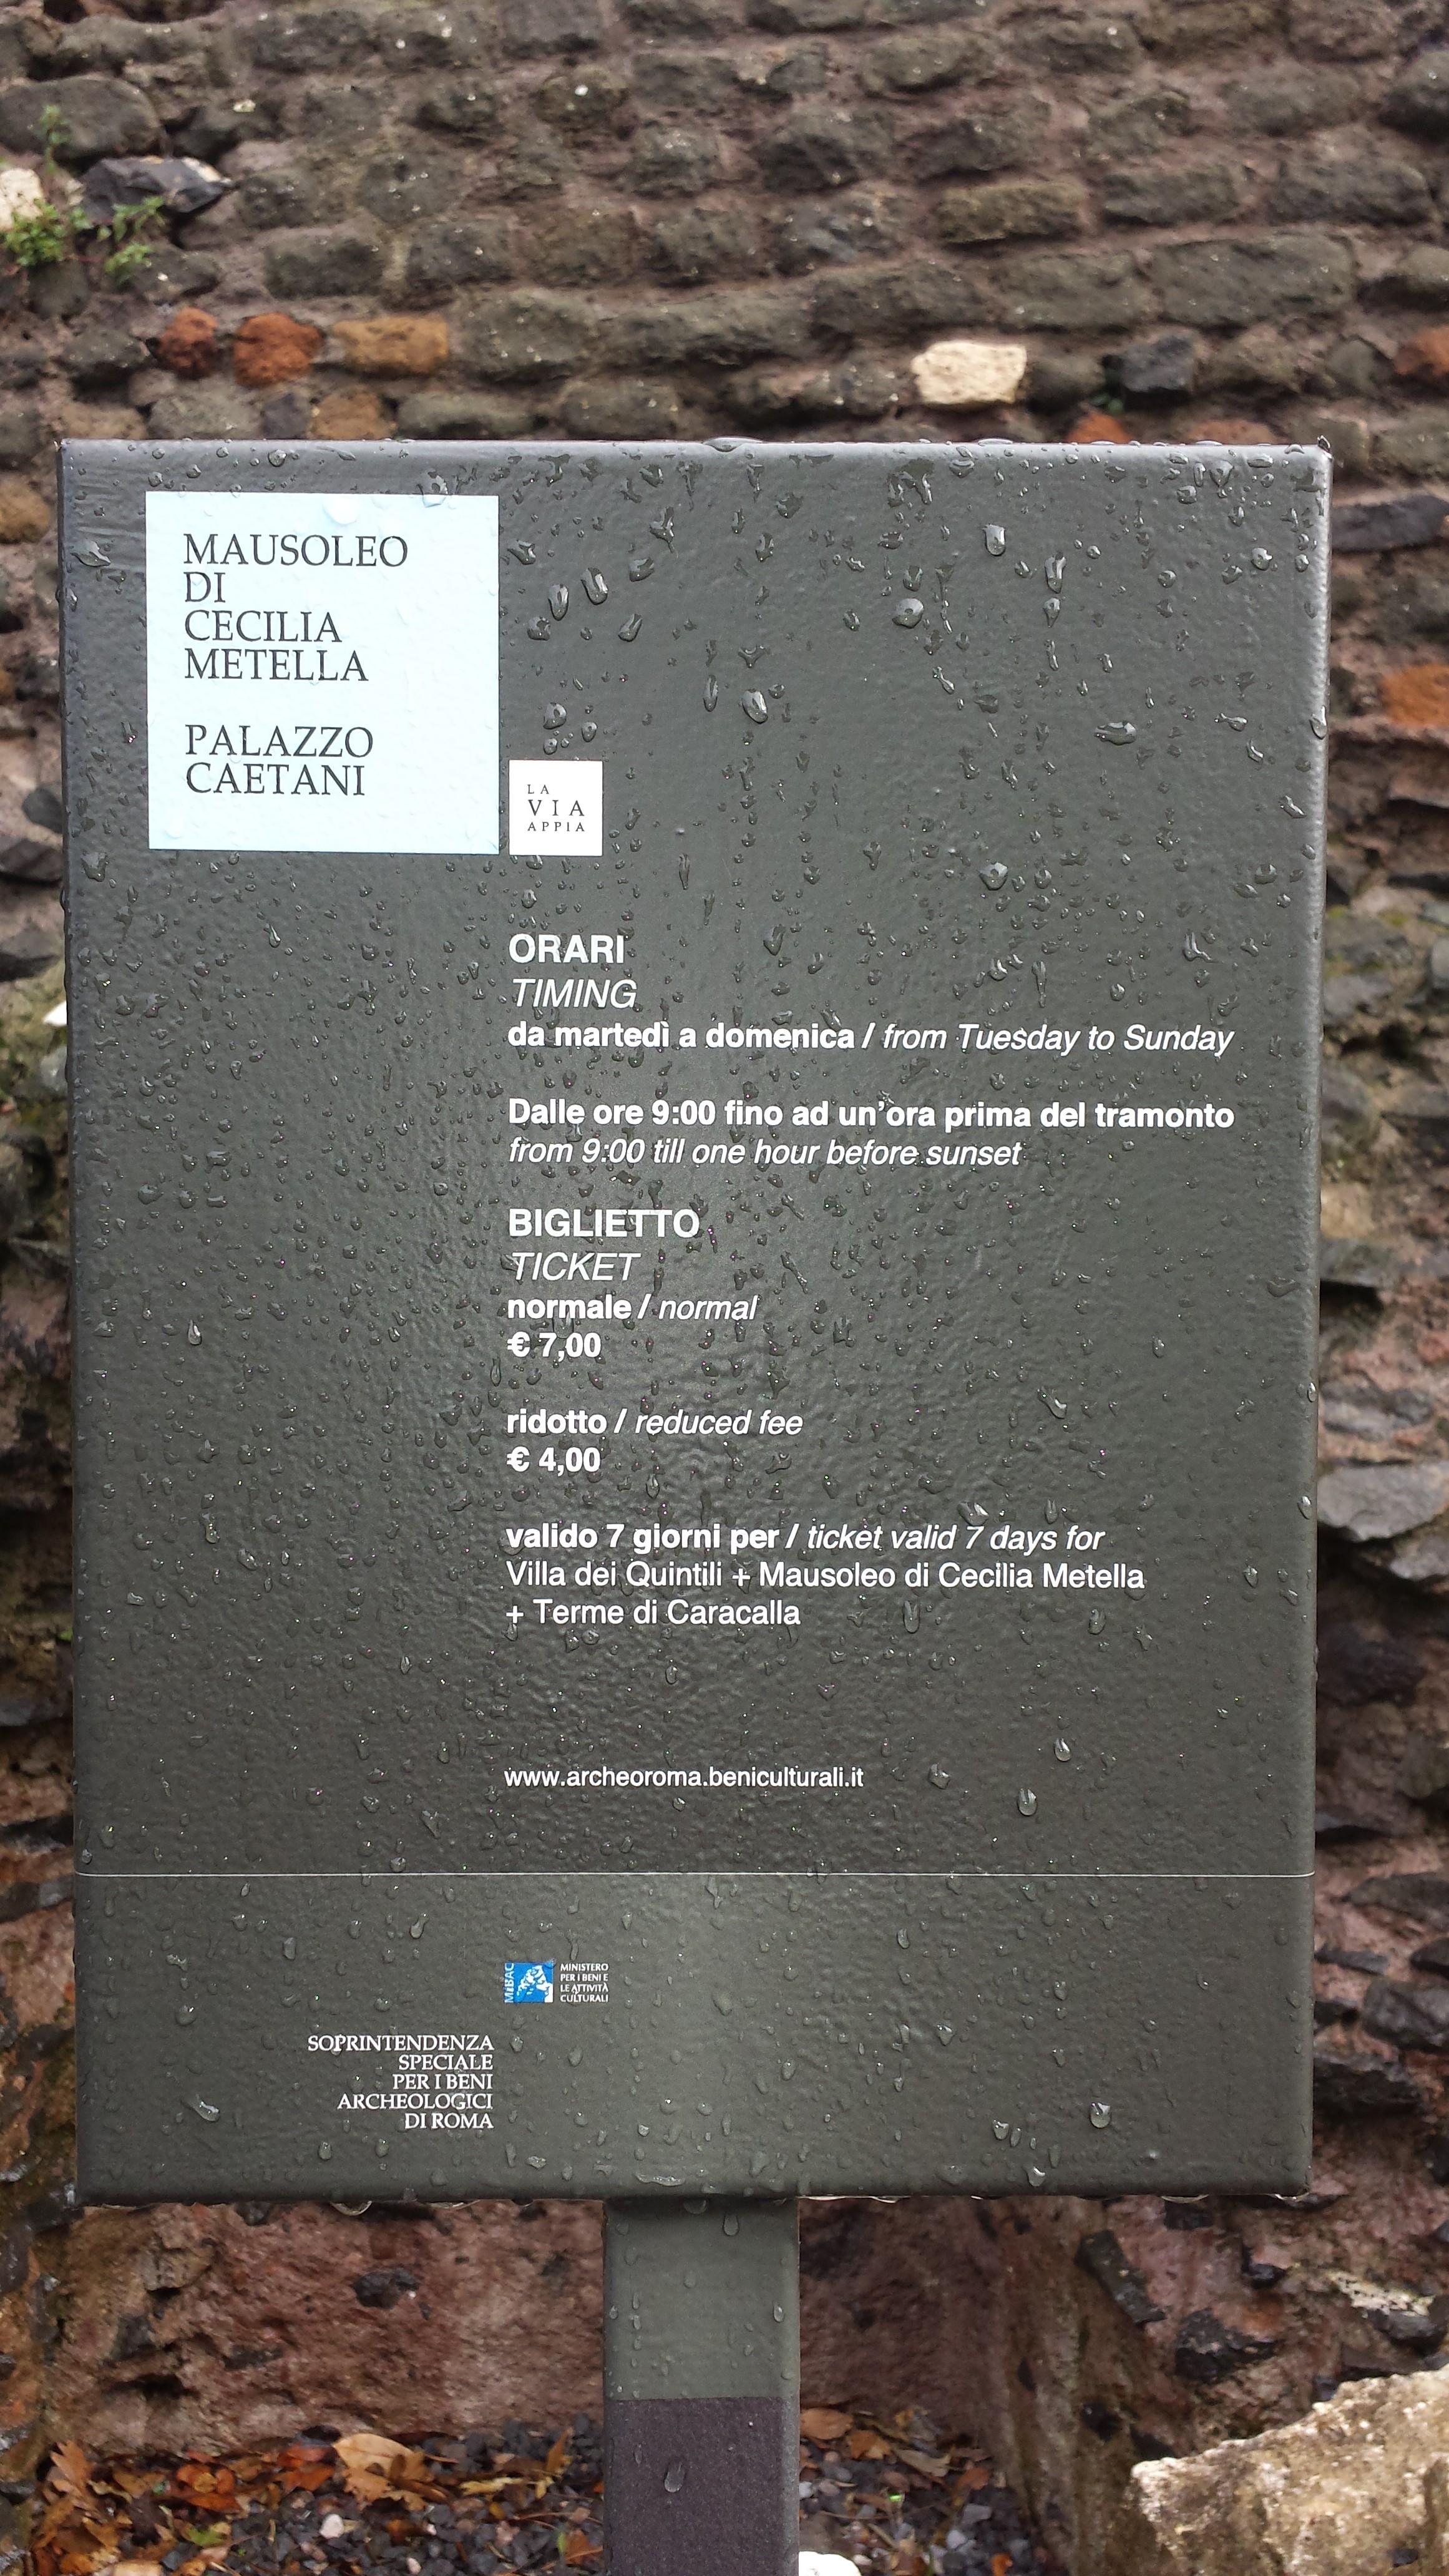 MAUSOLEO
DI
CECILIA
METELLA
PALAZZO
CAETANI
LA
VIA
APPIA
ORARI
TIMING
da martedì a domenica / from Tuesday to Sunday
Dalle ore 9:00 fino ad un'ora prima del tramonto
from 9:00 till one hour before sunset
BIGLIETTO
TICKET
normale / normal
€ 7,00
ridotto / reduced fee
€ 4,00
valido 7 giorni per / ticket valid 7 days for
Villa dei Quintili + Mausoleo di Cecilia Metella
+ Terme di Caracalla
www.archeoroma.beniculturali.it
MiBAC
MINISTERO
PER I BENI E
LE ATTIVITÀ
CULTURALI
SOPRINTENDENZA
SPECIALE
PER I BENI
ARCHEOLOGICI
DI ROMA